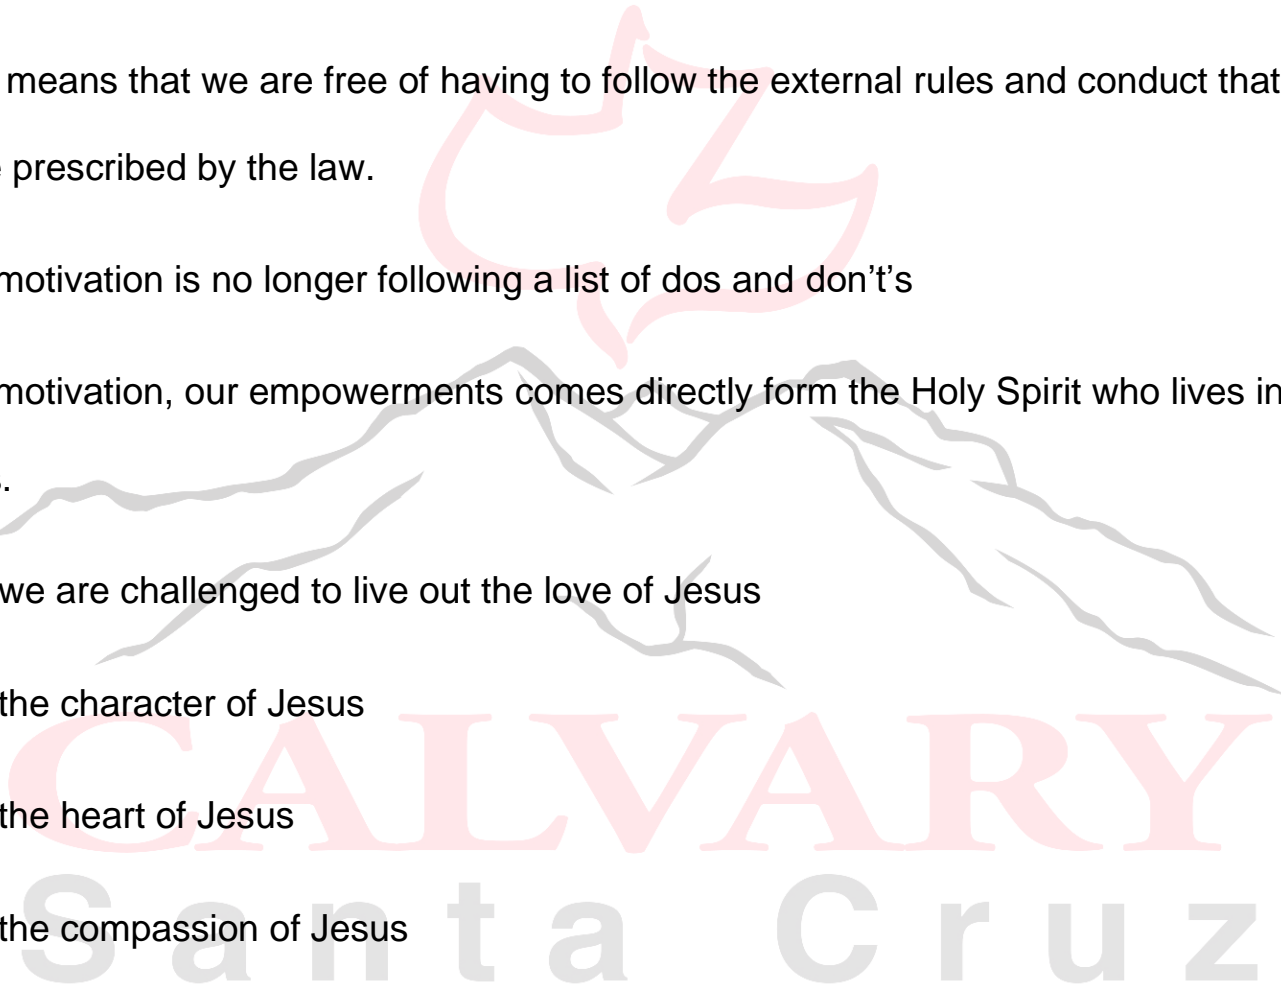 means that we are free of having to follow the external rules and conduct that
prescribed by the law.
motivation is no longer following a list of dos and don't's
motivation, our empowerments comes directly form the Holy Spirit who lives in
we are challenged to live out the love of Jesus
the character of Jesus
the heart of Jesus
the compassion of Jesus
CALVARY
Santa Cruz